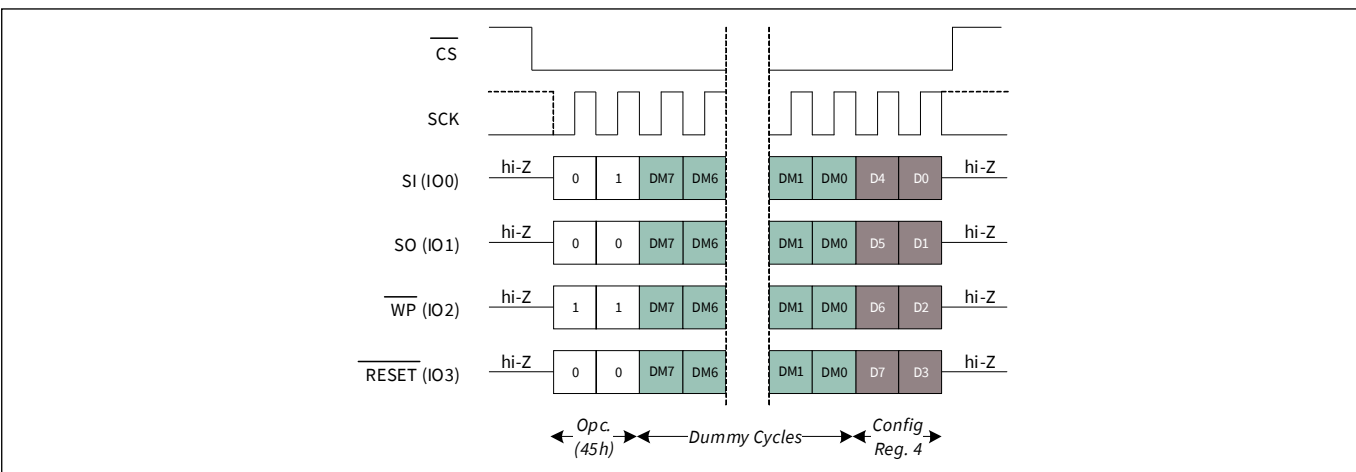 CS
SCK
SI (IO0) hi-Z 0 1 DM7 DM6 DM1 DM0 D4 D0 hi-Z
SO (IO1) hi-Z 0 0 DM7 DM6 DM1 DM0 D5 D1 hi-Z
WP (IO2) hi-Z 1 1 DM7 DM6 DM1 DM0 D6 D2 hi-Z
RESET (IO3) hi-Z 0 0 DM7 DM6 DM1 DM0 D7 D3 hi-Z
Opc. (45h) Dummy Cycles Config Reg. 4